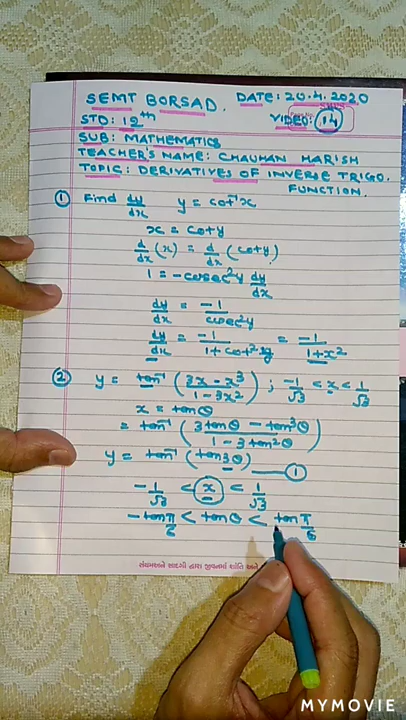 SEMT BORSAD. DATE: 20.4.2020
STD: 12th VIDEO: 14
SUB: MATHEMATICS
TEACHER'S NAME: CHAUHAN HARISH
TOPIC: DERIVATIVES OF INVERSE TRIGO.
FUNCTION.
① Find dy/dx y = cot⁻¹x
x = coty
d/dx (x) = d/dx (coty)
1 = -cosec²y dy/dx
dy/dx = -1/cosec²y
dy/dx = -1/1+cot²y = -1/1+x²
② y = tan⁻¹ (3x - x³/1 - 3x²) ; -1/√3 < x < 1/√3
x = tanθ
= tan⁻¹ (3tanθ - tan³θ/1 - 3tan²θ)
y = tan⁻¹ (tan3θ) — ①
-1/√3 < x < 1/√3
-tanπ/6 < tanθ < tanπ/6
MYMOVIE